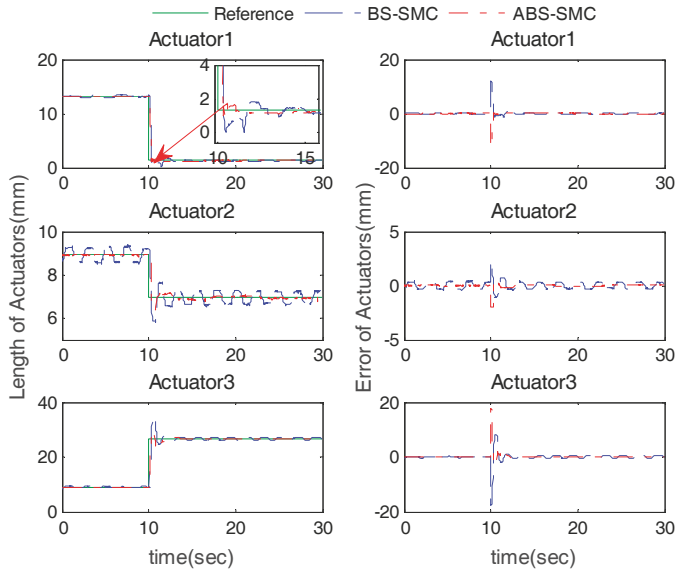 Reference BS-SMC ABS-SMC
Actuator1 Actuator1
20 10 0
4 2 0
10 15
0 10 20 30
20 0 -20
0 10 20 30
Length of Actuators(mm)
Error of Actuators(mm)
Actuator2 Actuator2
10 8 6
0 10 20 30
5 0 -5
0 10 20 30
Actuator3 Actuator3
40 20 0
0 10 20 30
20 0 -20
0 10 20 30
time(sec) time(sec)